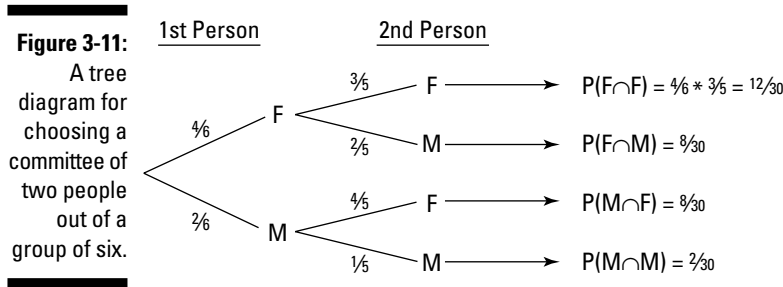 Figure 3-11:
A tree
diagram for
choosing a
committee of
two people
out of a
group of six.
1st Person 2nd Person
4⁄6 F 3⁄5 F P(F∩F) = 4⁄6 * 3⁄5 = 12⁄30
2⁄5 M P(F∩M) = 8⁄30
2⁄6 M 4⁄5 F P(M∩F) = 8⁄30
1⁄5 M P(M∩M) = 2⁄30